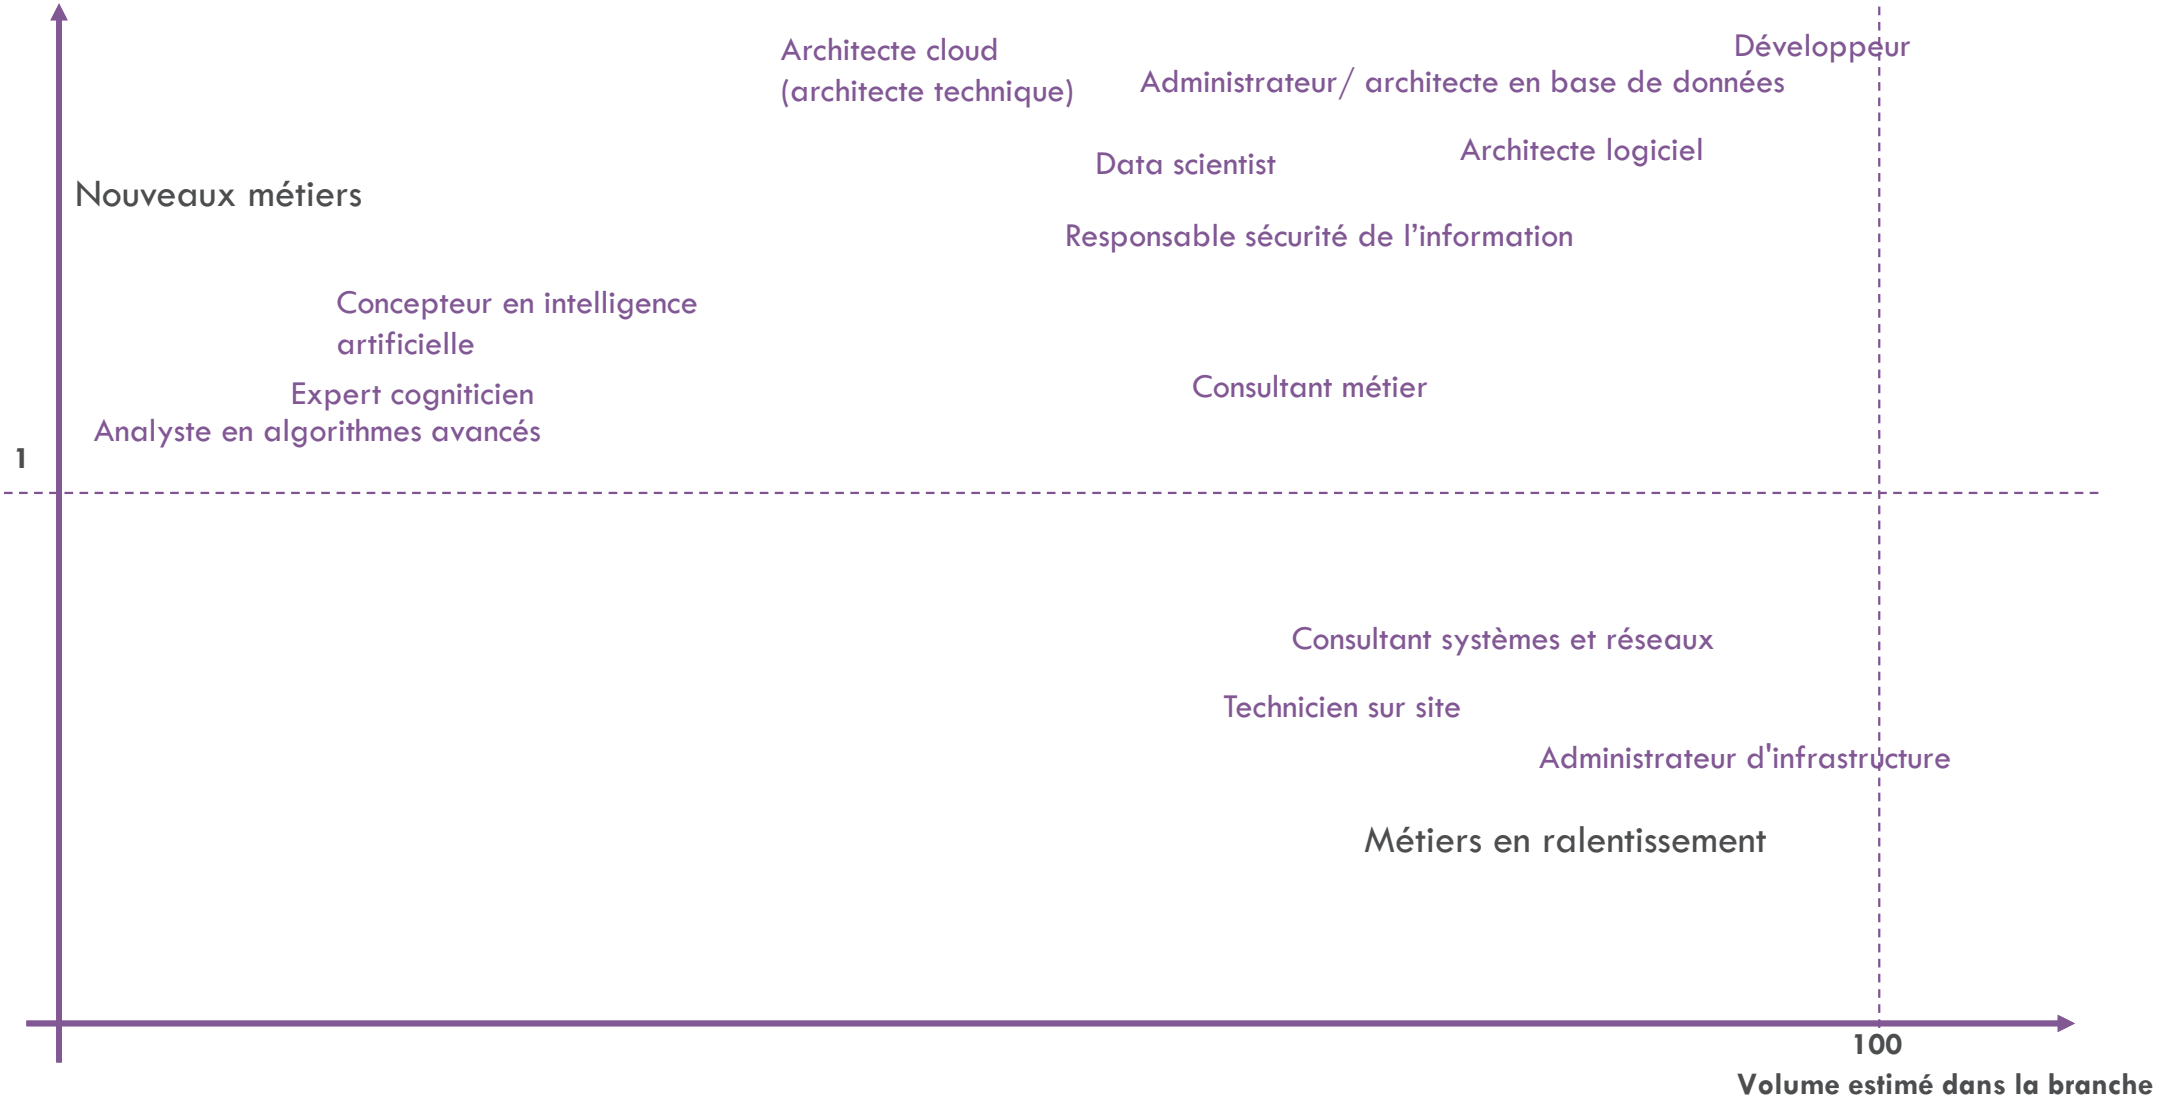 Développeur
Architecte cloud
(architecte technique)
Administrateur/ architecte en base de données
Architecte logiciel
Data scientist
Nouveaux métiers
Responsable sécurité de l’information
Concepteur en intelligence
artificielle
Expert cogniticien
Consultant métier
Analyste en algorithmes avancés
1
Consultant systèmes et réseaux
Technicien sur site
Administrateur d'infrastructure
Métiers en ralentissement
100
Volume estimé dans la branche